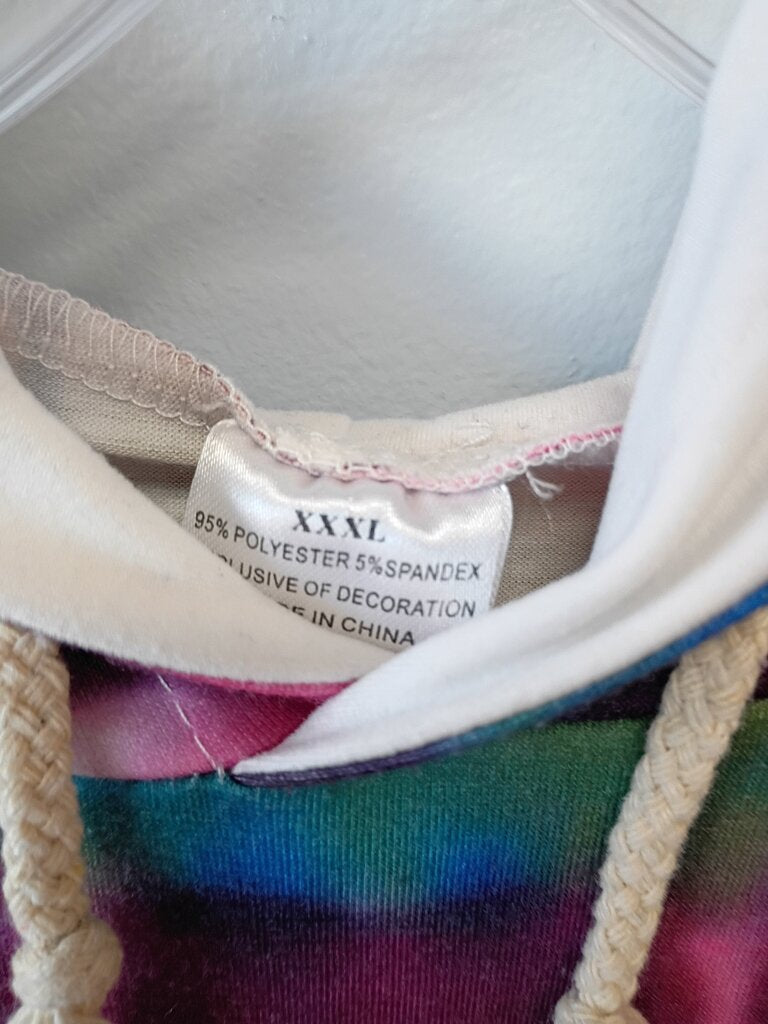 XXXL
95% POLYESTER 5%SPANDEX
OF DECORATION
IN CHINA